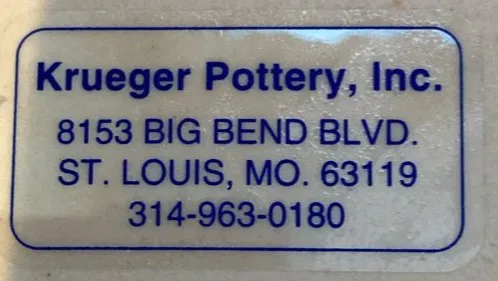 Krueger Pottery, Inc.
8153 BIG BEND BLVD.
ST. LOUIS, MO. 63119
314-963-0180